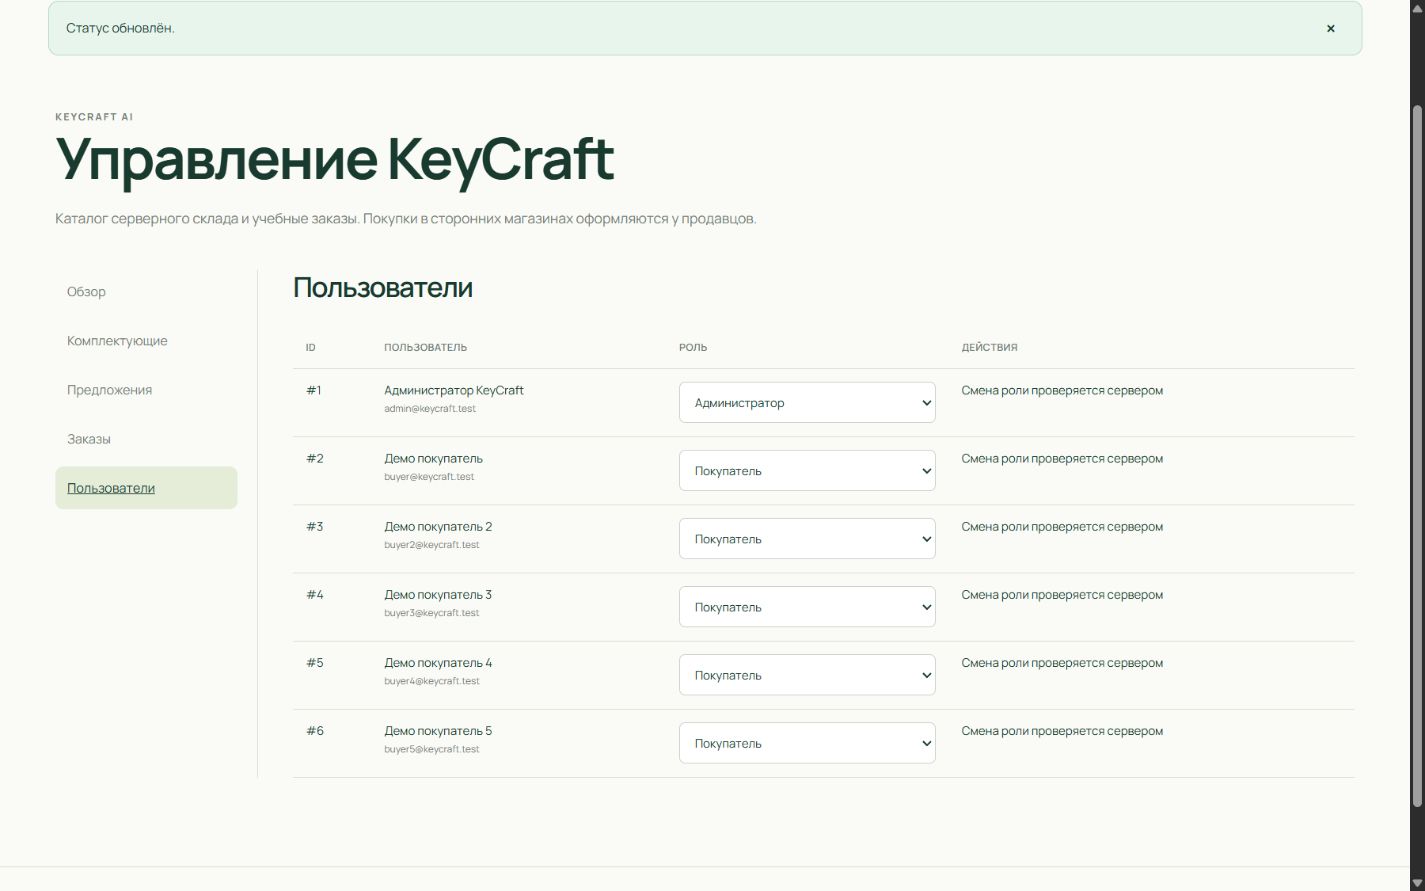 Статус обновлён.
×
KEYCRAFT AI
Управление KeyCraft
Каталог серверного склада и учебные заказы. Покупки в сторонних магазинах оформляются у продавцов.
Обзор
Комплектующие
Предложения
Заказы
Пользователи
Пользователи
ID ПОЛЬЗОВАТЕЛЬ РОЛЬ ДЕЙСТВИЯ
#1 Администратор KeyCraft Администратор Смена роли проверяется сервером
admin@keycraft.test
#2 Демо покупатель Покупатель Смена роли проверяется сервером
buyer@keycraft.test
#3 Демо покупатель 2 Покупатель Смена роли проверяется сервером
buyer2@keycraft.test
#4 Демо покупатель 3 Покупатель Смена роли проверяется сервером
buyer3@keycraft.test
#5 Демо покупатель 4 Покупатель Смена роли проверяется сервером
buyer4@keycraft.test
#6 Демо покупатель 5 Покупатель Смена роли проверяется сервером
buyer5@keycraft.test